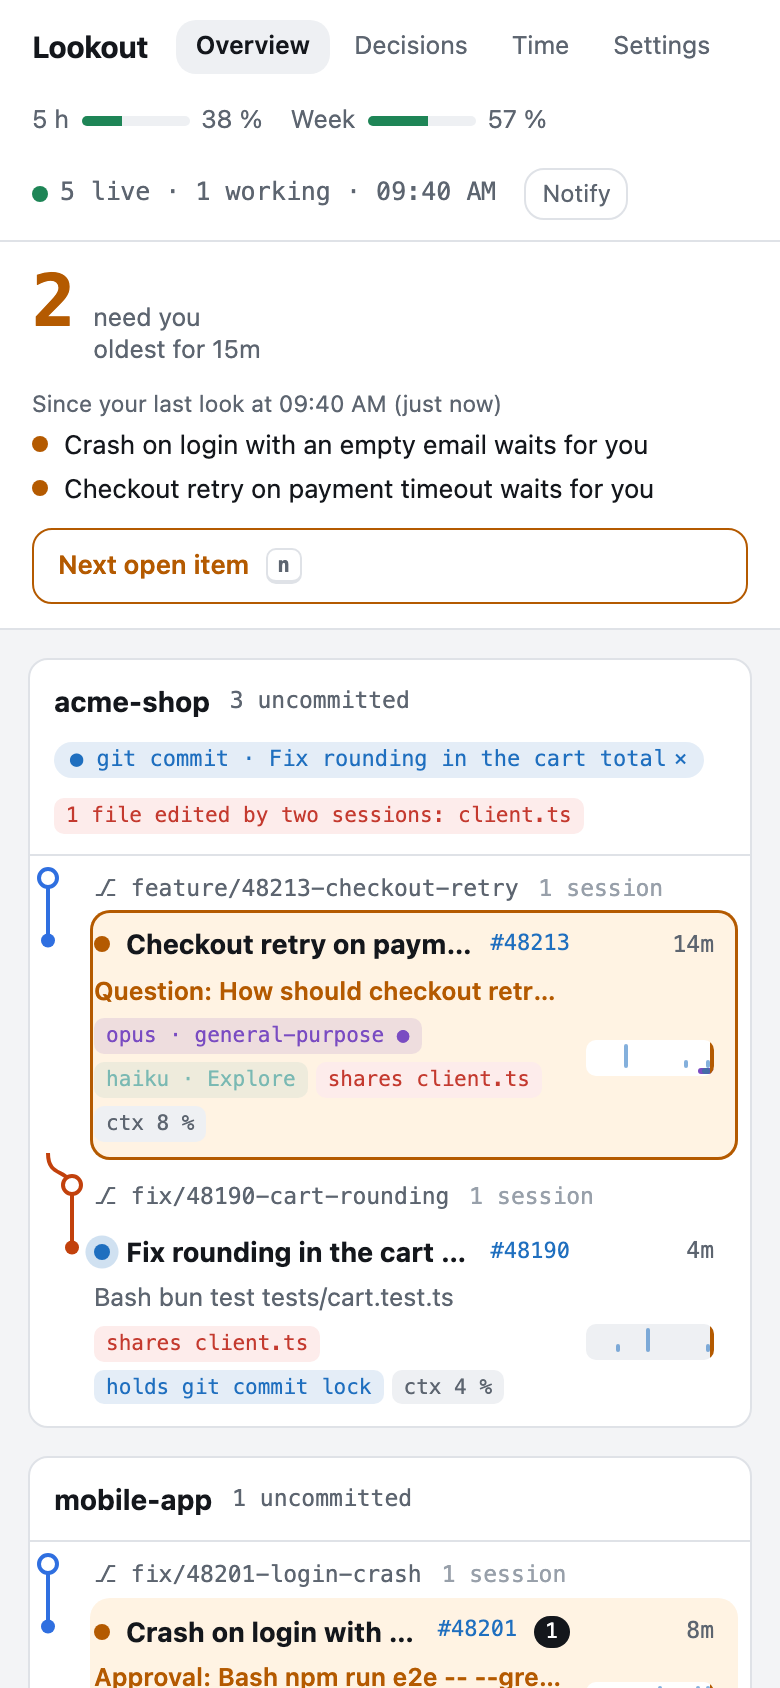 Lookout Overview Decisions Time Settings
5 h 38 % Week 57 %
5 live · 1 working · 09:40 AM Notify
2 need you
oldest for 15m
Since your last look at 09:40 AM (just now)
Crash on login with an empty email waits for you
Checkout retry on payment timeout waits for you
Next open item n
acme-shop 3 uncommitted
git commit · Fix rounding in the cart total ×
1 file edited by two sessions: client.ts
feature/48213-checkout-retry 1 session
Checkout retry on paym... #48213 14m
Question: How should checkout retr...
opus · general-purpose
haiku · Explore shares client.ts
ctx 8 %
fix/48190-cart-rounding 1 session
Fix rounding in the cart ... #48190 4m
Bash bun test tests/cart.test.ts
shares client.ts
holds git commit lock ctx 4 %
mobile-app 1 uncommitted
fix/48201-login-crash 1 session
Crash on login with ... #48201 1 8m
Approval: Bash npm run e2e -- --gre...